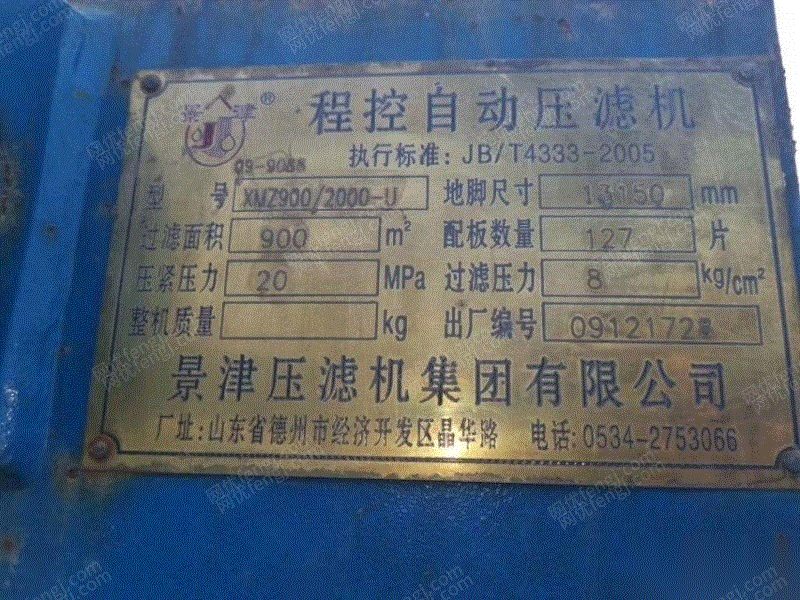 景津® 程控自动压滤机
执行标准: JB/T4333-2005
型 号 XMZ900/2000-U 地脚尺寸 13150 mm
过滤面积 900 m² 配板数量 127 片
压紧压力 20 MPa 过滤压力 8 kg/cm²
整机质量 kg 出厂编号
景津压滤机集团有限公司
厂址:山东省德州市经济开发区晶华路 电话:0534-2753066